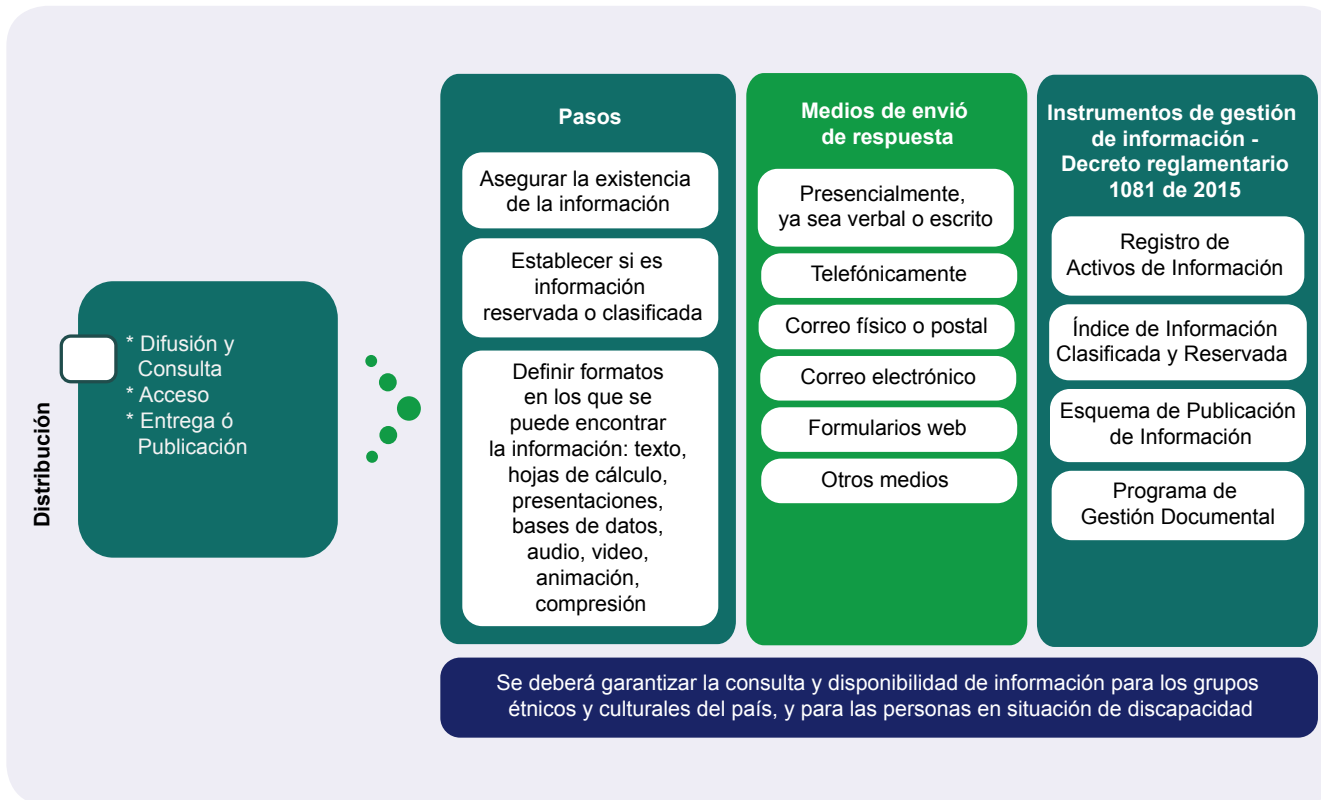 Distribución
* Difusión y
Consulta
* Acceso
* Entrega ó
Publicación
Pasos
Asegurar la existencia
de la información
Establecer si es
información
reservada o clasificada
Definir formatos
en los que se
puede encontrar
la información: texto,
hojas de cálculo,
presentaciones,
bases de datos,
audio, video,
animación,
compresión
Medios de envió
de respuesta
Presencialmente,
ya sea verbal o escrito
Telefónicamente
Correo físico o postal
Correo electrónico
Formularios web
Otros medios
Instrumentos de gestión
de información -
Decreto reglamentario
1081 de 2015
Registro de
Activos de Información
Índice de Información
Clasificada y Reservada
Esquema de Publicación
de Información
Programa de
Gestión Documental
Se deberá garantizar la consulta y disponibilidad de información para los grupos
étnicos y culturales del país, y para las personas en situación de discapacidad